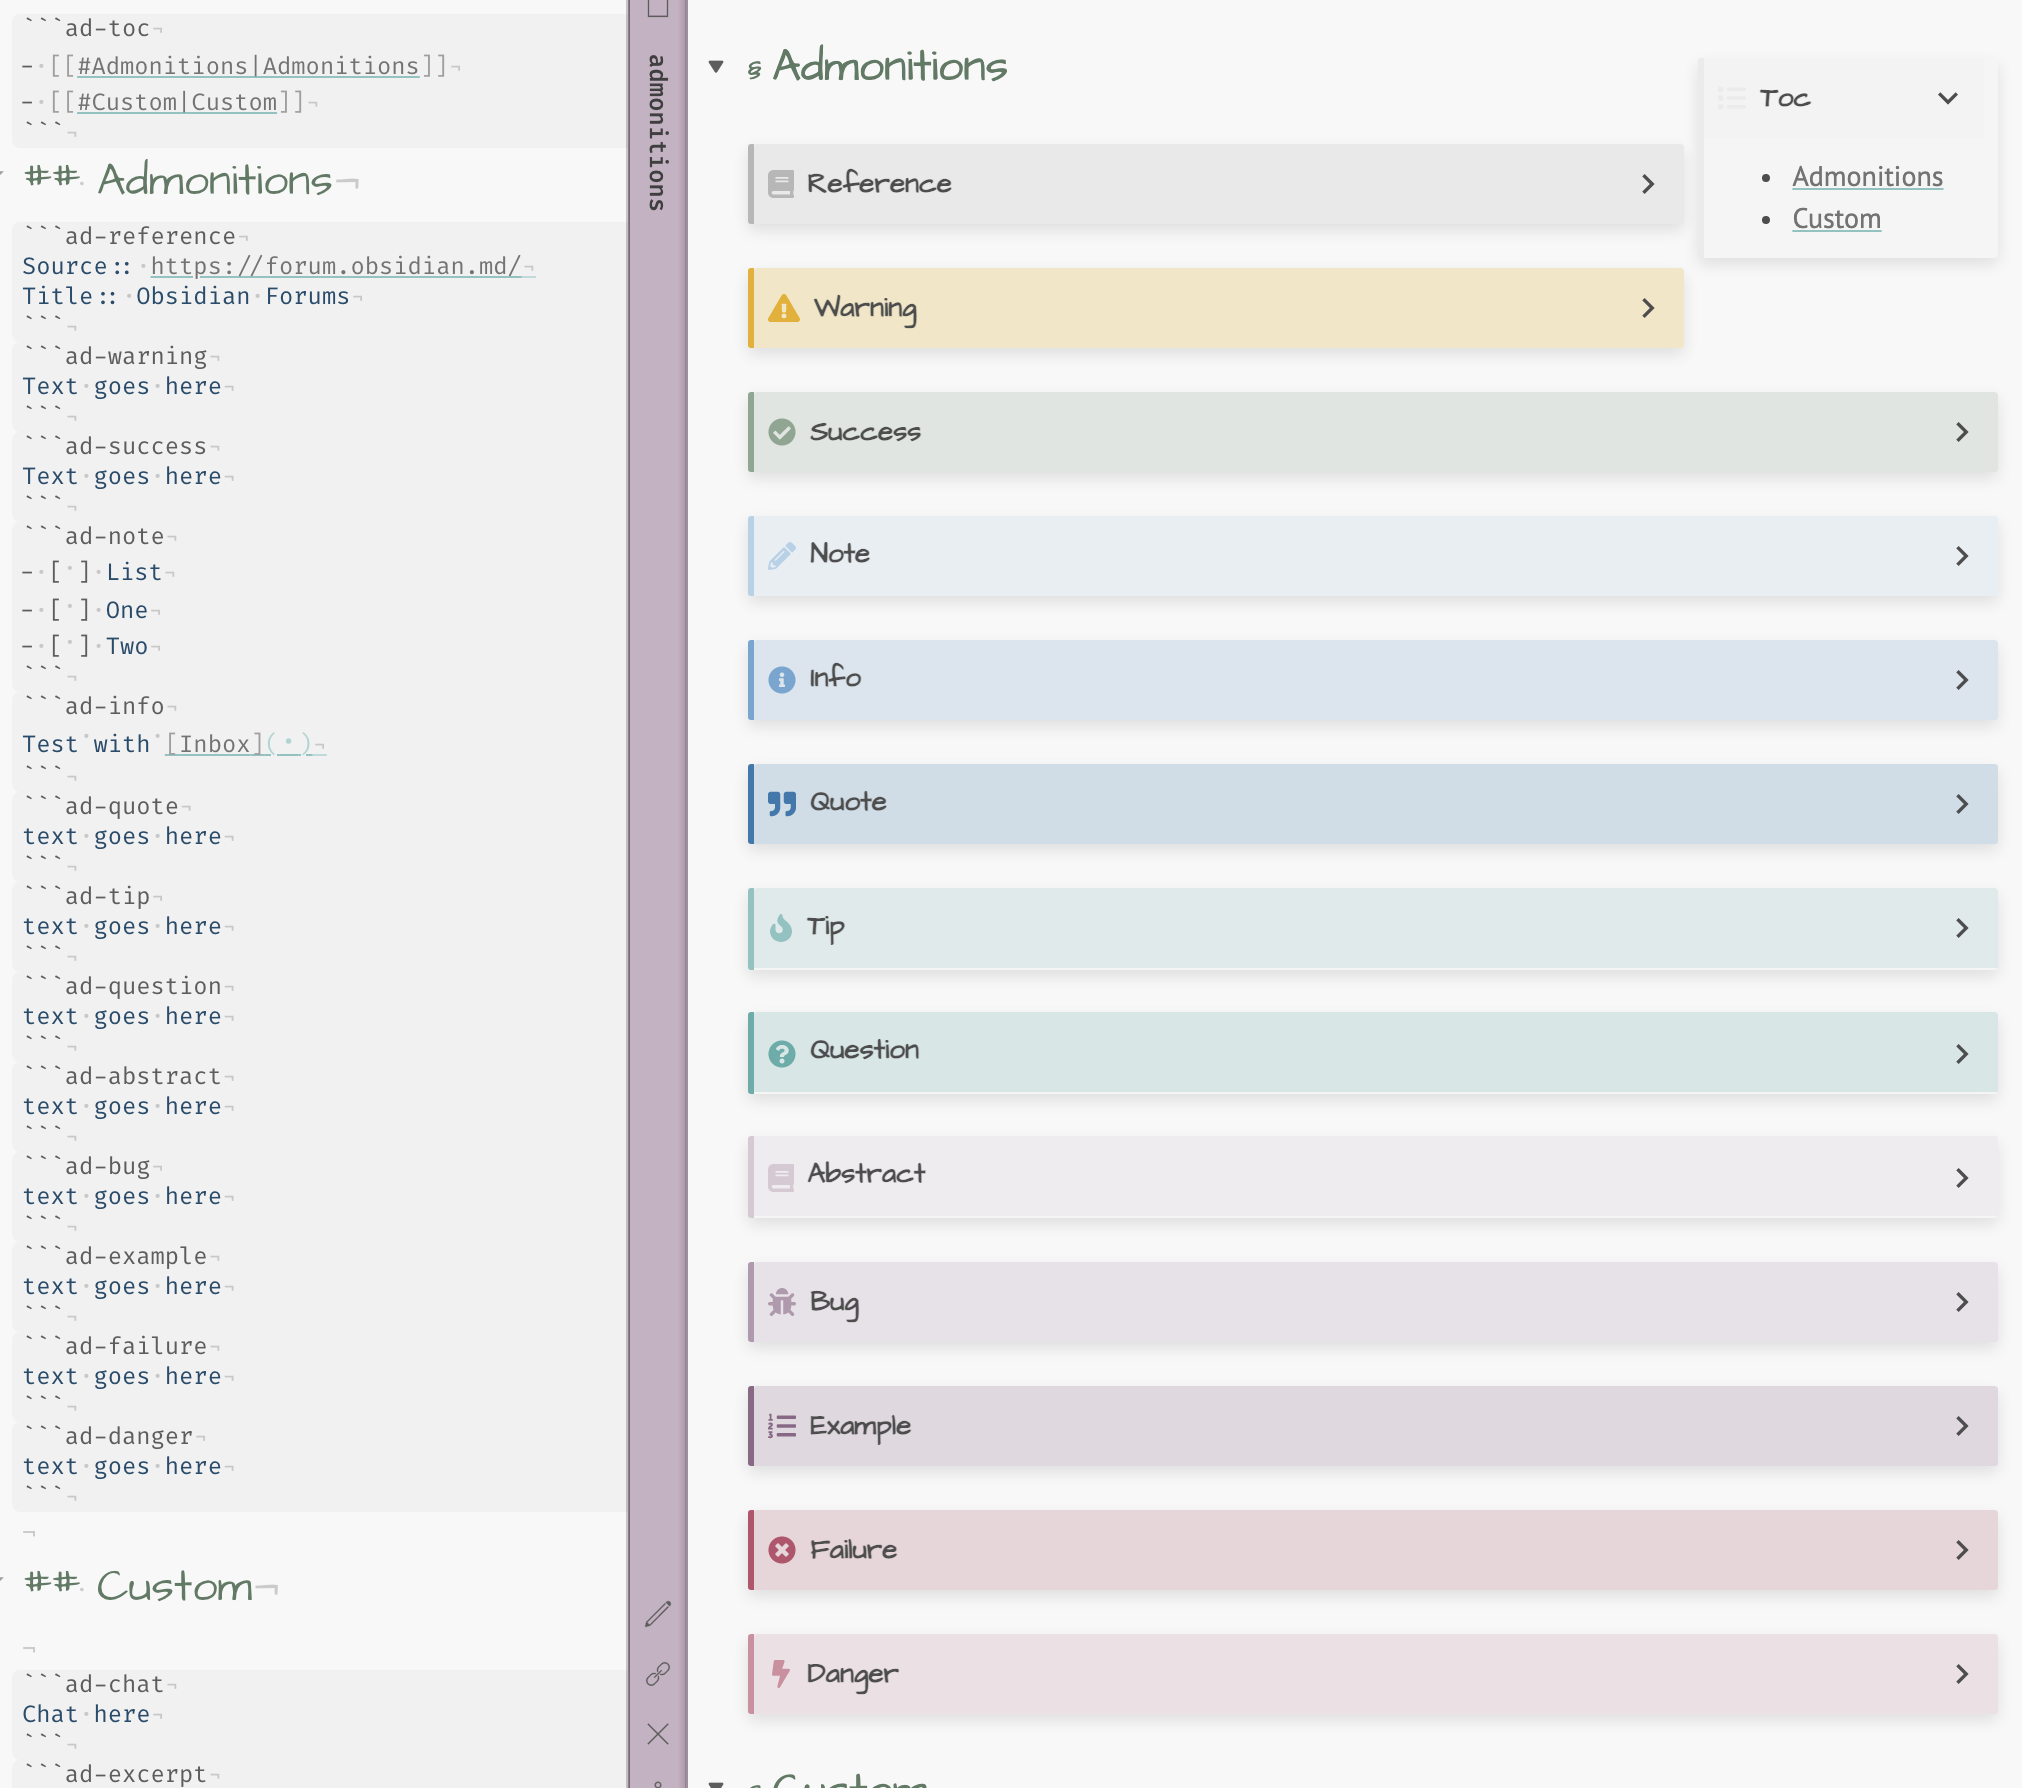 ```ad-toc¬
- [[#Admonitions|Admonitions]]¬
- [[#Custom|Custom]]¬
```¬
## Admonitions¬
```ad-reference¬
Source:: https://forum.obsidian.md/¬
Title:: Obsidian Forums¬
```¬
```ad-warning¬
Text goes here¬
```¬
```ad-success¬
Text goes here¬
```¬
```ad-note¬
- [ ] List¬
- [ ] One¬
- [ ] Two¬
```¬
```ad-info¬
Test with [Inbox]( )¬
```¬
```ad-quote¬
text goes here¬
```¬
```ad-tip¬
text goes here¬
```¬
```ad-question¬
text goes here¬
```¬
```ad-abstract¬
text goes here¬
```¬
```ad-bug¬
text goes here¬
```¬
```ad-example¬
text goes here¬
```¬
```ad-failure¬
text goes here¬
```¬
```ad-danger¬
text goes here¬
```¬
¬
## Custom¬
¬
```ad-chat¬
Chat here¬
```¬
```ad-excerpt¬
admonitions
§ Admonitions
Toc
Admonitions
Custom
Reference
Warning
Success
Note
Info
Quote
Tip
Question
Abstract
Bug
Example
Failure
Danger
§ Custom